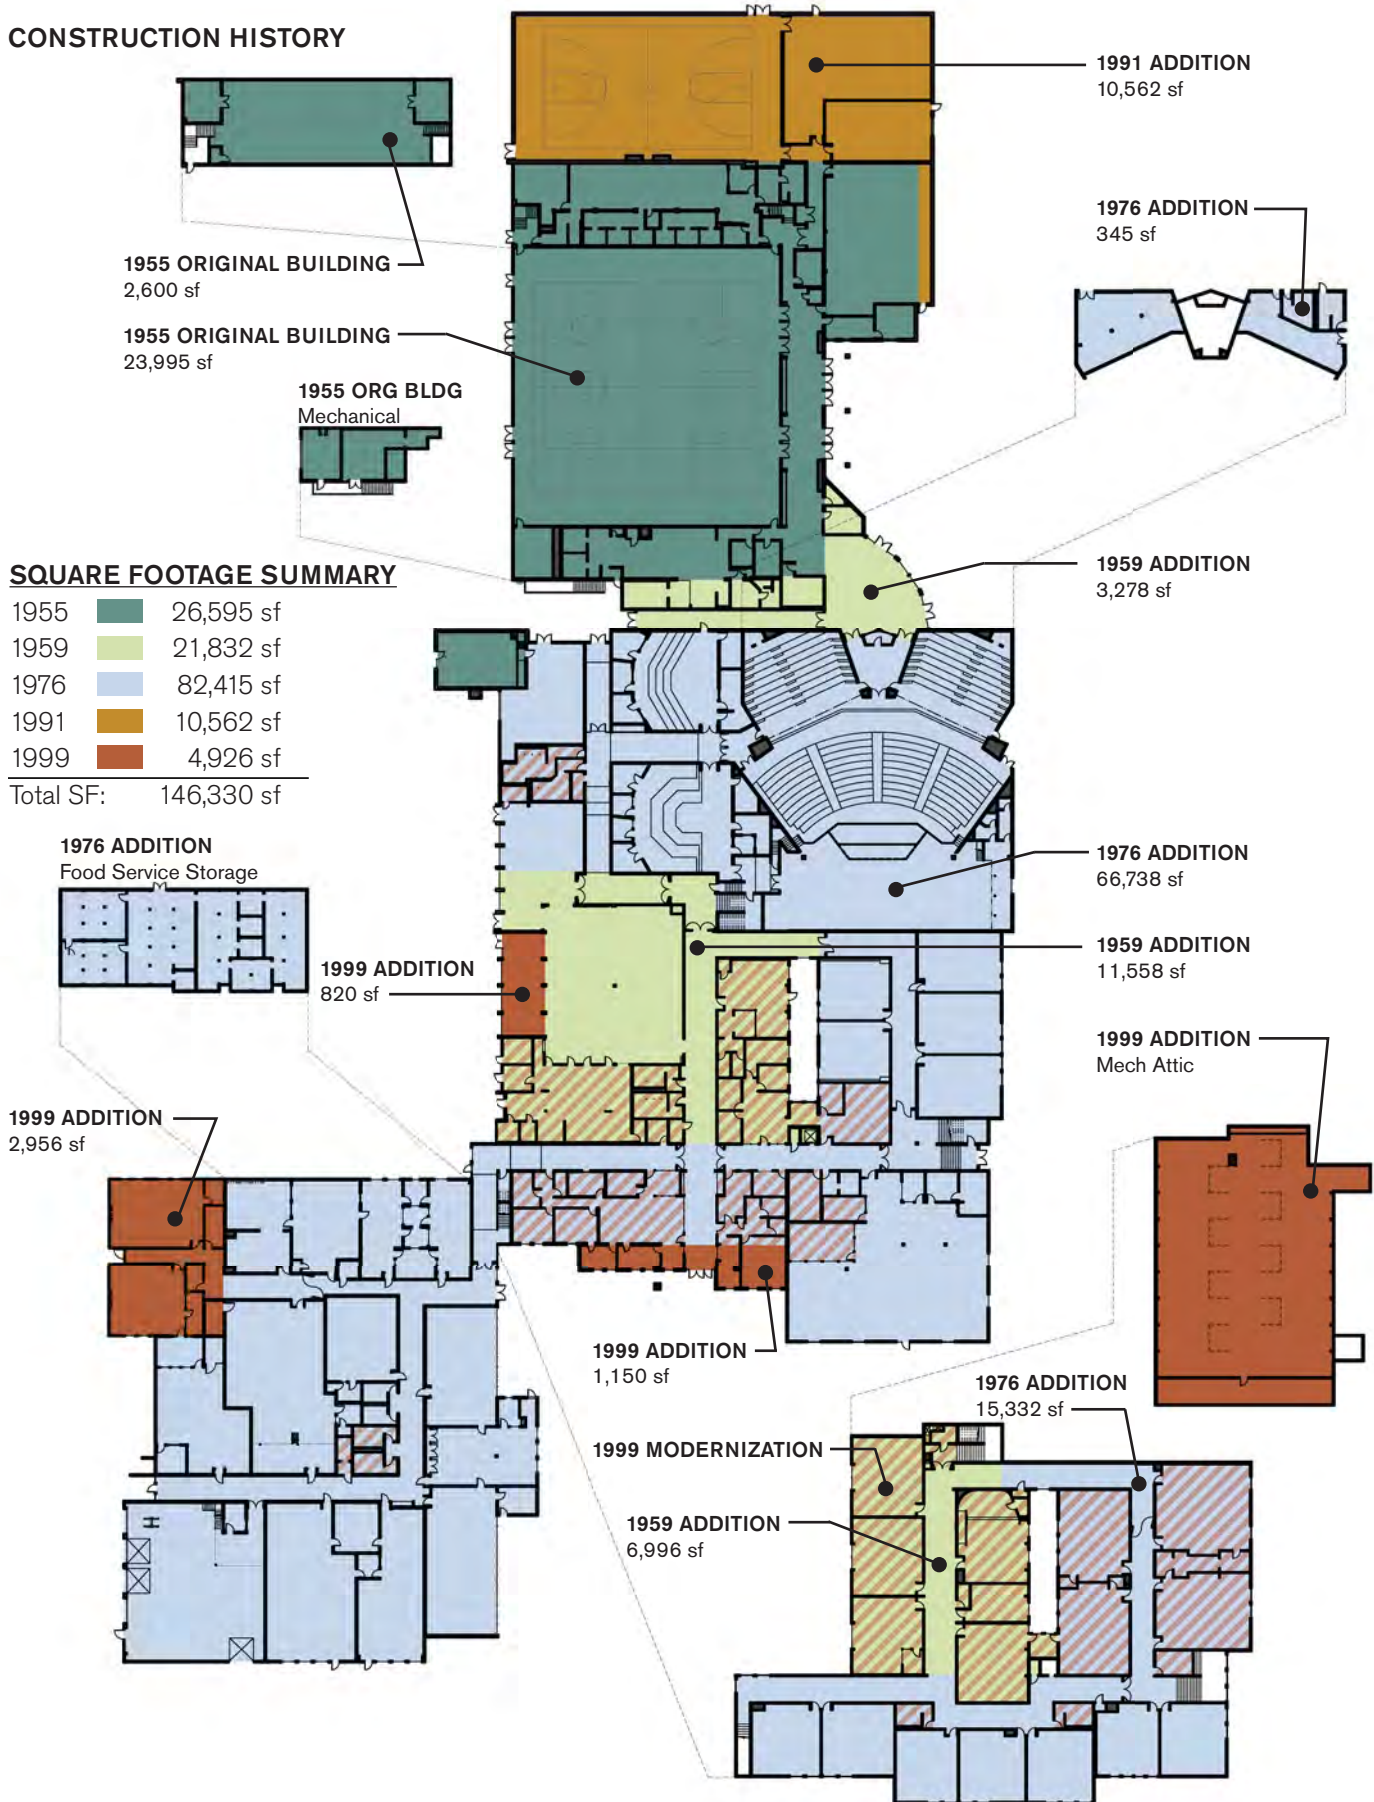 CONSTRUCTION HISTORY
1991 ADDITION
10,562 sf
1976 ADDITION
345 sf
1955 ORIGINAL BUILDING
2,600 sf
1955 ORIGINAL BUILDING
23,995 sf
1955 ORG BLDG
Mechanical
SQUARE FOOTAGE SUMMARY
1955 26,595 sf
1959 21,832 sf
1976 82,415 sf
1991 10,562 sf
1999 4,926 sf
Total SF: 146,330 sf
1959 ADDITION
3,278 sf
1976 ADDITION
Food Service Storage
1976 ADDITION
66,738 sf
1959 ADDITION
11,558 sf
1999 ADDITION
820 sf
1999 ADDITION
Mech Attic
1999 ADDITION
2,956 sf
1999 ADDITION
1,150 sf
1976 ADDITION
15,332 sf
1999 MODERNIZATION
1959 ADDITION
6,996 sf